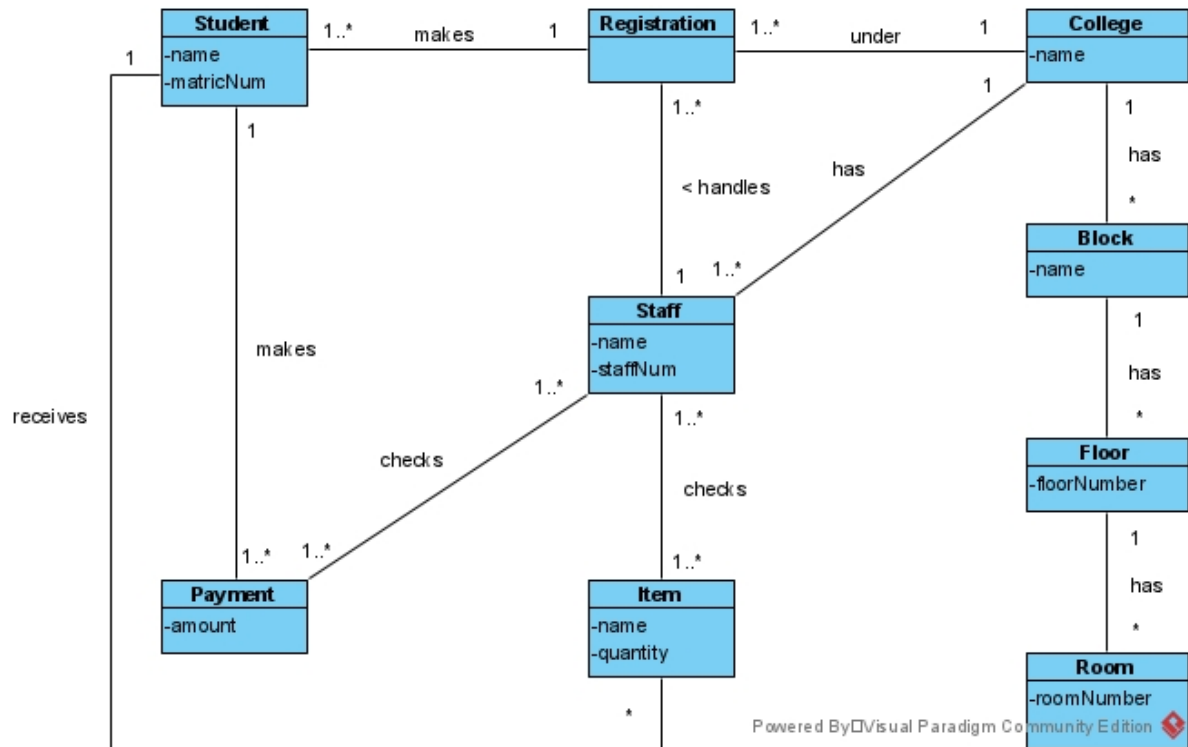 Student
-name
-matricNum
1..*
makes
1
Registration
1..*
under
1
College
-name
1
1
1..*
1
1
has
has
< handles
*
1
1..*
Block
-name
Staff
-name
-staffNum
1
makes
has
1..*
1..*
*
receives
checks
checks
Floor
-floorNumber
1..*
1..*
1..*
1
Payment
-amount
Item
-name
-quantity
has
*
Room
-roomNumber
*
Powered By□Visual Paradigm Community Edition